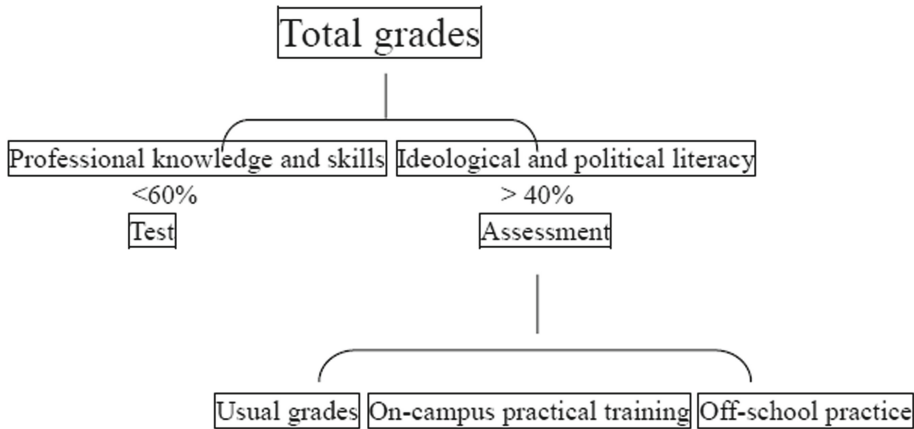 Total grades
Professional knowledge and skills Ideological and political literacy
<60% > 40%
Test Assessment
Usual grades On-campus practical training Off-school practice